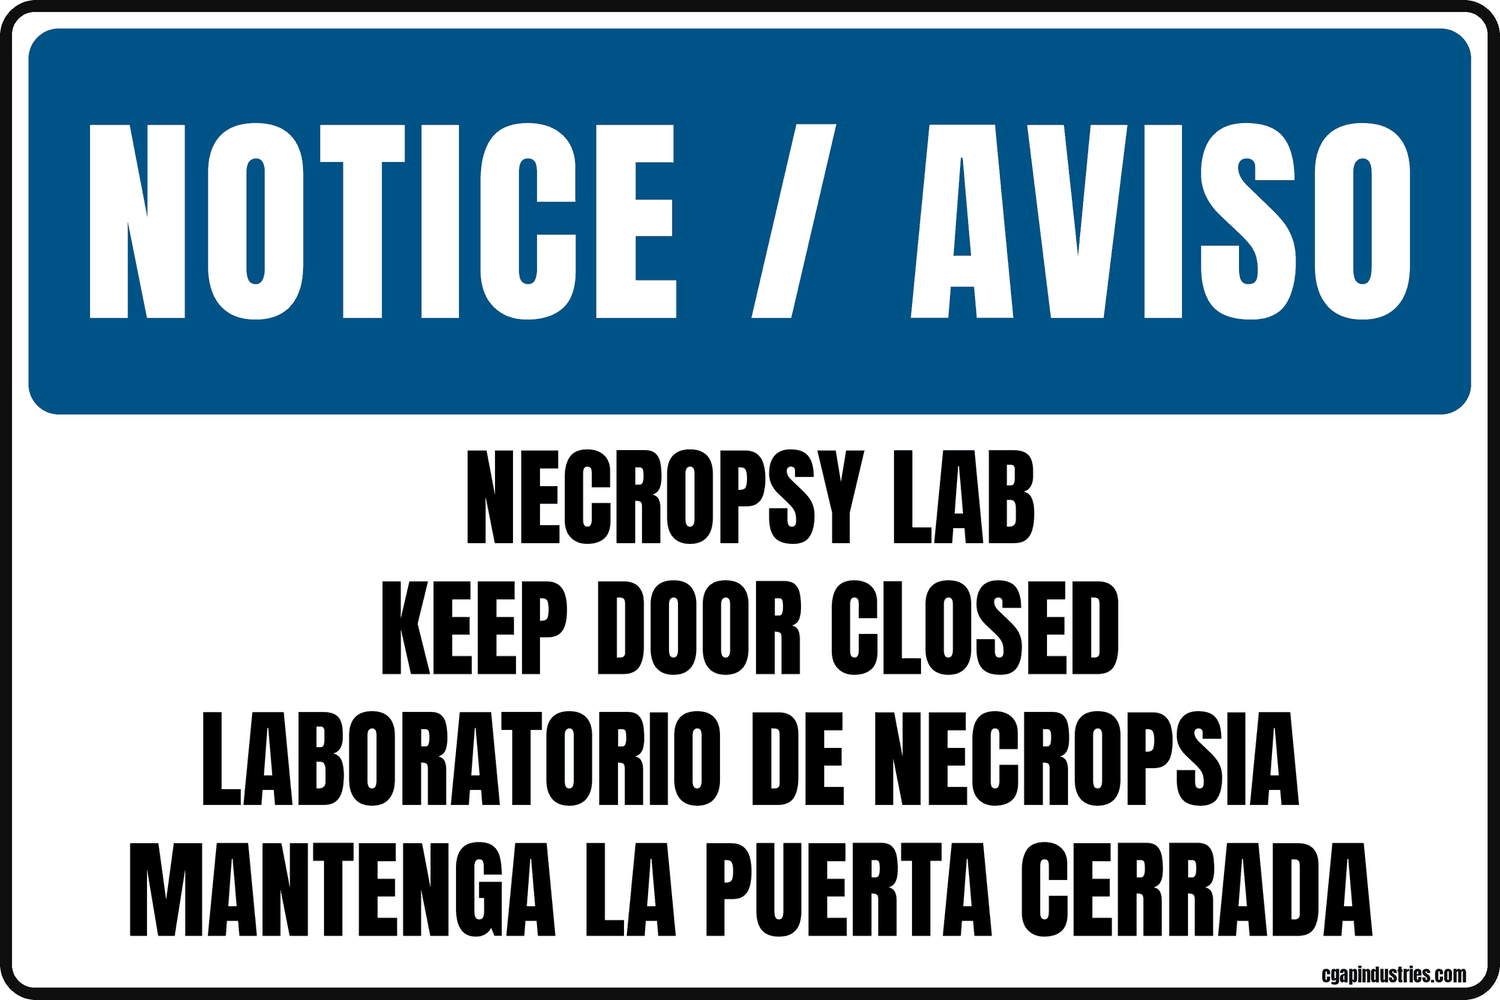 NOTICE / AVISO
NECROPSY LAB
KEEP DOOR CLOSED
LABORATORIO DE NECROPSIA
MANTENGA LA PUERTA CERRADA
cgapindustries.com